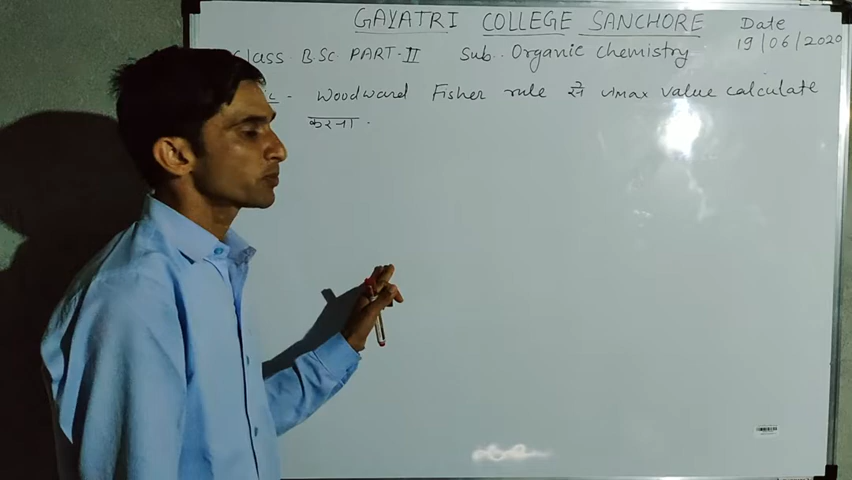 GAYATRI COLLEGE SANCHORE Date
19/06/2020
Class B.Sc. PART-II Sub. Organic Chemistry
Woodward Fisher rule से λmax value calculate
करना.